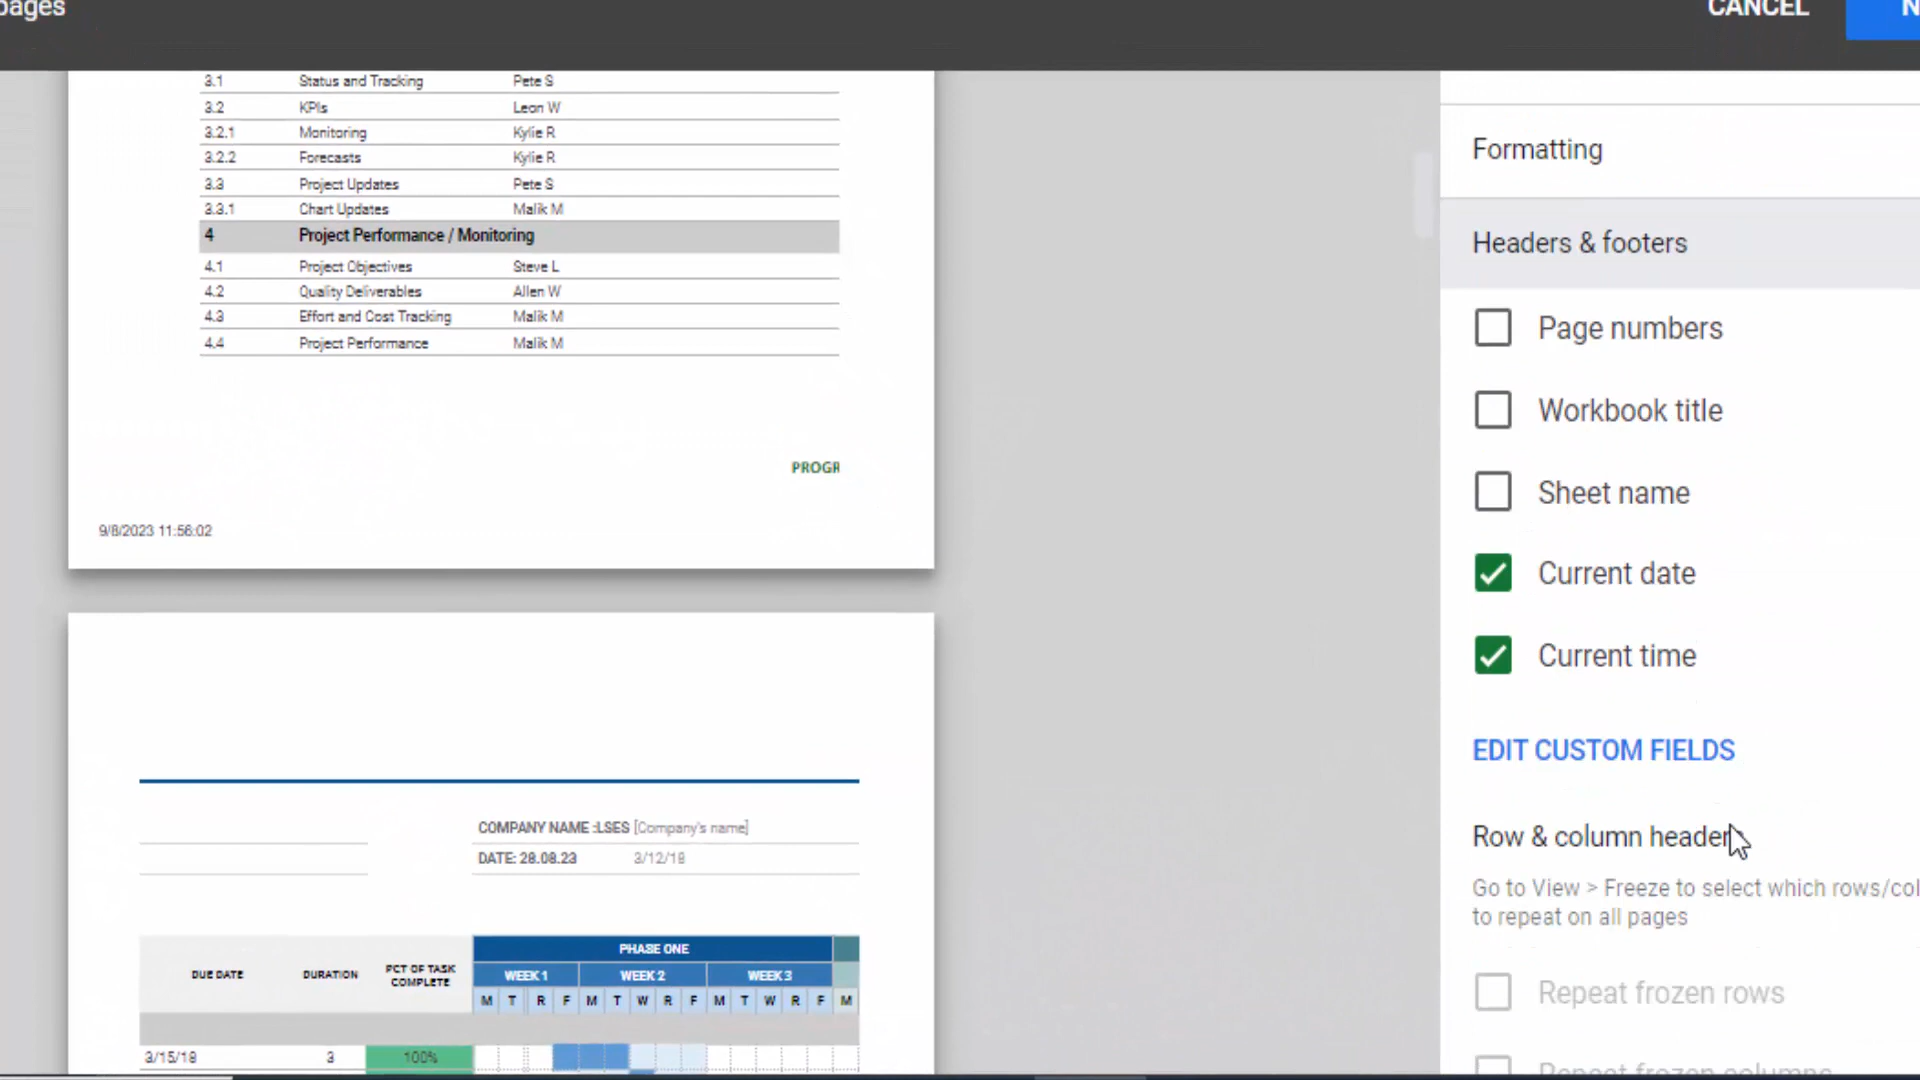 pages
CANCEL
N
3.1 Status and Tracking Pete S
3.2 KPIs Leon W
3.2.1 Monitoring Kylie R
3.2.2 Forecasts Kylie R
3.3 Project Updates Pete S
3.3.1 Chart Updates Malik M
4 Project Performance / Monitoring
4.1 Project Objectives Steve L
4.2 Quality Deliverables Allen W
4.3 Effort and Cost Tracking Malik M
4.4 Project Performance Malik M
PROGR
9/8/2023 11:56:02
COMPANY NAME :LSES [Company's name]
DATE: 28.08.23 3/12/18
PHASE ONE
DUE DATE DURATION PCT OF TASK COMPLETE
WEEK 1 WEEK 2 WEEK 3
M T R F M T W R F M T W R F M
3/15/18 3 100%
Formatting
Headers & footers
Page numbers
Workbook title
Sheet name
Current date
Current time
EDIT CUSTOM FIELDS
Row & column header
Go to View > Freeze to select which rows/col
to repeat on all pages
Repeat frozen rows
Repeat frozen columns